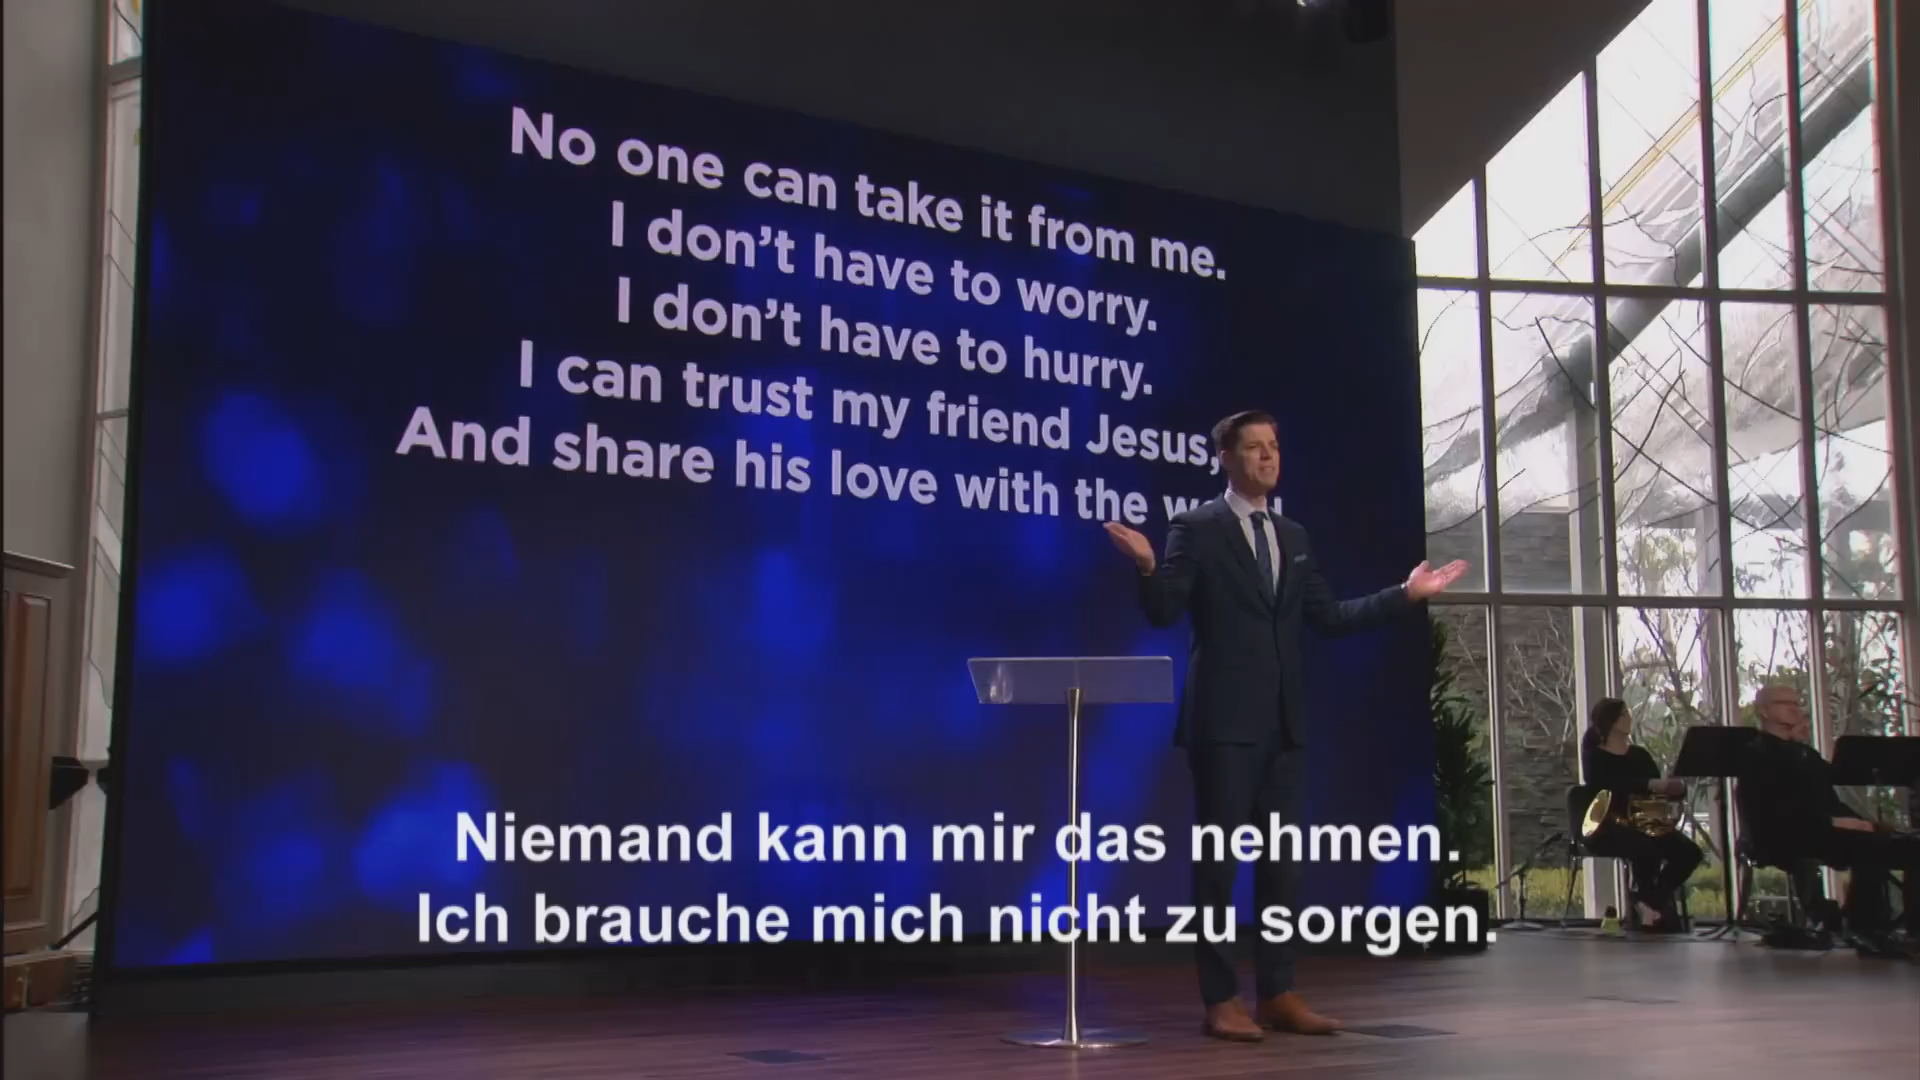 No one can take it from me.
I don't have to worry.
I don't have to hurry.
I can trust my friend Jesus,
And share his love with the
Niemand kann mir das nehmen.
Ich brauche mich nicht zu sorgen.